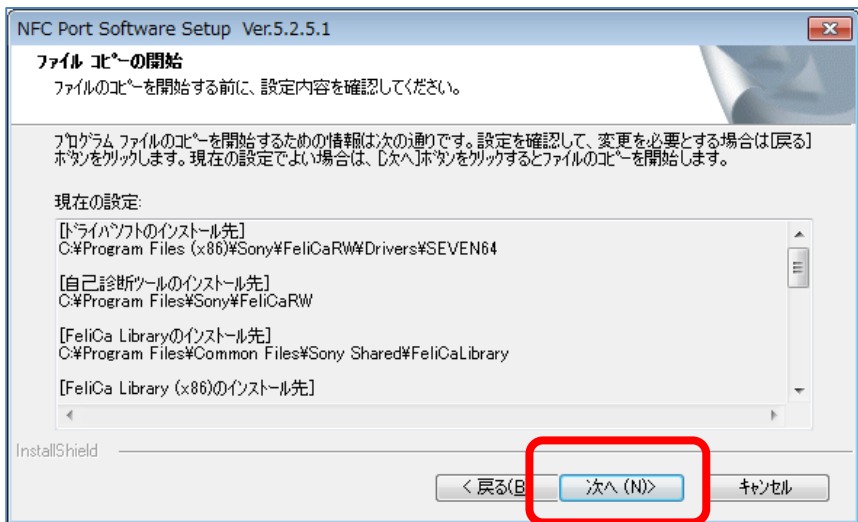 NFC Port Software Setup Ver.5.2.5.1
ファイル コピーの開始
ファイルのコピーを開始する前に、設定内容を確認してください。
プログラム ファイルのコピーを開始するための情報は次の通りです。設定を確認して、変更を必要とする場合は[戻る]
ボタンをクリックします。現在の設定でよい場合は、[次へ]ボタンをクリックするとファイルのコピーを開始します。
現在の設定:
[ドライバソフトのインストール先]
C:¥Program Files (x86)¥Sony¥FeliCaRW¥Drivers¥SEVEN64
[自己診断ツールのインストール先]
C:¥Program Files¥Sony¥FeliCaRW
[FeliCa Libraryのインストール先]
C:¥Program Files¥Common Files¥Sony Shared¥FeliCaLibrary
[FeliCa Library (x86)のインストール先]
InstallShield
< 戻る(B
次へ (N)>
キャンセル